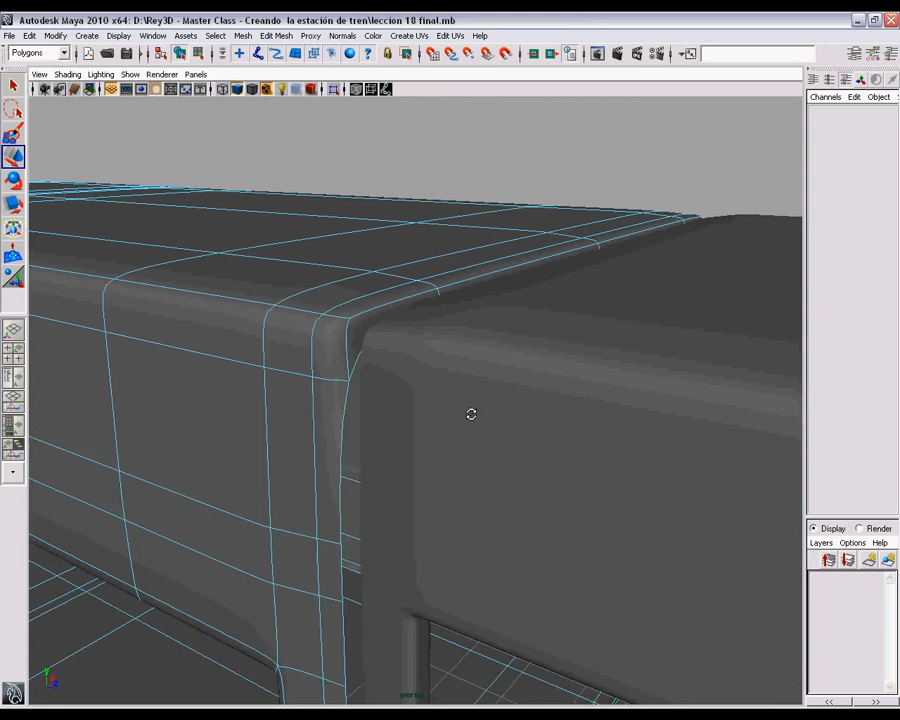 Autodesk Maya 2010 x64: D:\Rey3D - Master Class - Creando la estación de tren\leccion 18 final.mb
File Edit Modify Create Display Window Assets Select Mesh Edit Mesh Proxy Normals Color Create UVs Edit UVs Help
Polygons
View Shading Lighting Show Renderer Panels
Channels Edit Object
Display Render
Layers Options Help